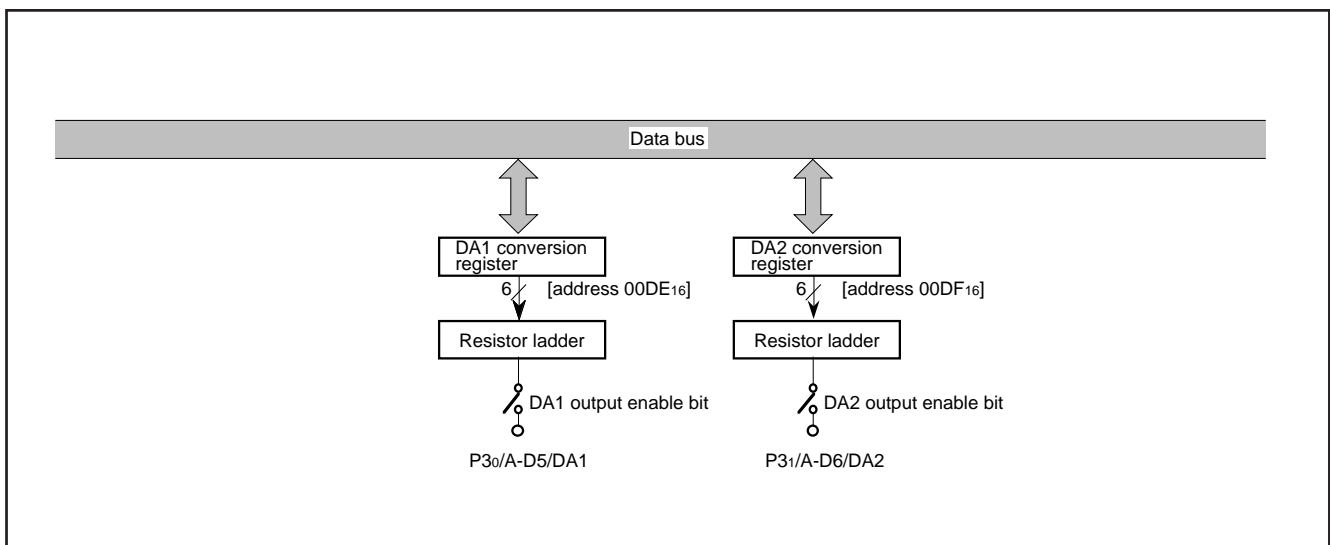 Data bus
DA1 conversion
register
6 [address 00DE16]
Resistor ladder
DA1 output enable bit
P30/A-D5/DA1
DA2 conversion
register
6 [address 00DF16]
Resistor ladder
DA2 output enable bit
P31/A-D6/DA2